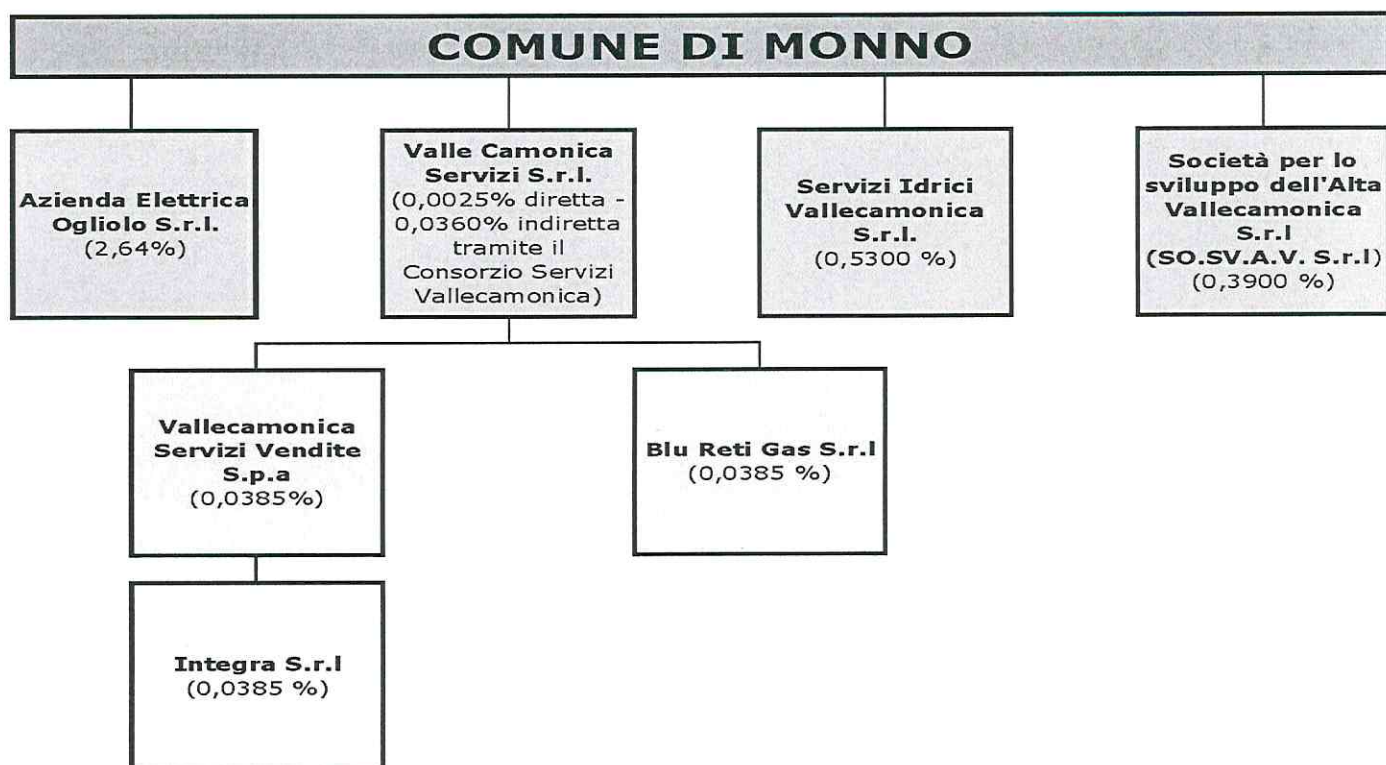 COMUNE DI MONNO
Azienda Elettrica
Ogliolo S.r.l.
(2,64%)
Valle Camonica
Servizi S.r.l.
(0,0025% diretta -
0,0360% indiretta
tramite il
Consorzio Servizi
Vallecamonica)
Servizi Idrici
Vallecamonica
S.r.l.
(0,5300 %)
Società per lo
sviluppo dell'Alta
Vallecamonica
S.r.l
(SO.SV.A.V. S.r.l)
(0,3900 %)
Vallecamonica
Servizi Vendite
S.p.a
(0,0385%)
Blu Reti Gas S.r.l
(0,0385 %)
Integra S.r.l
(0,0385 %)